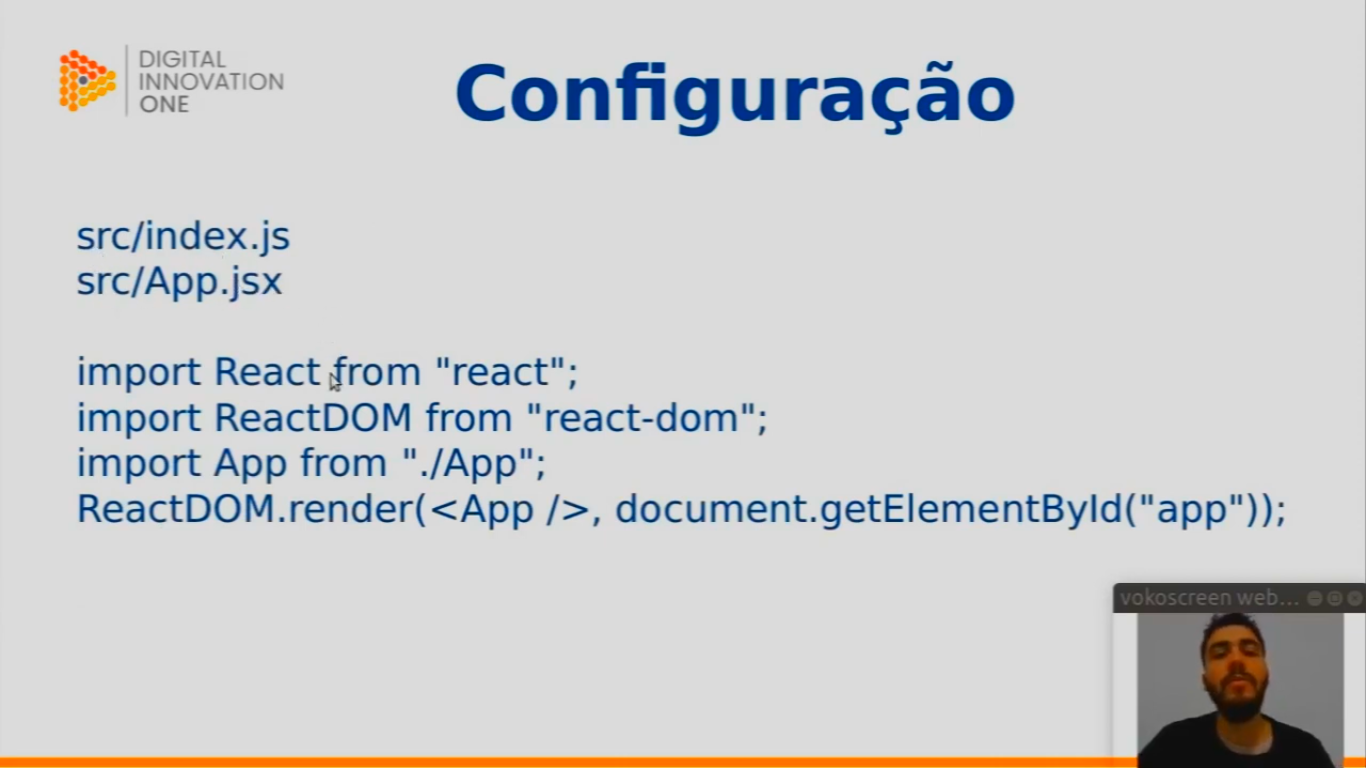 DIGITAL
INNOVATION
ONE
Configuração
src/index.js
src/App.jsx
import React from "react";
import ReactDOM from "react-dom";
import App from "./App";
ReactDOM.render(<App />, document.getElementById("app"));
vokoscreen web...